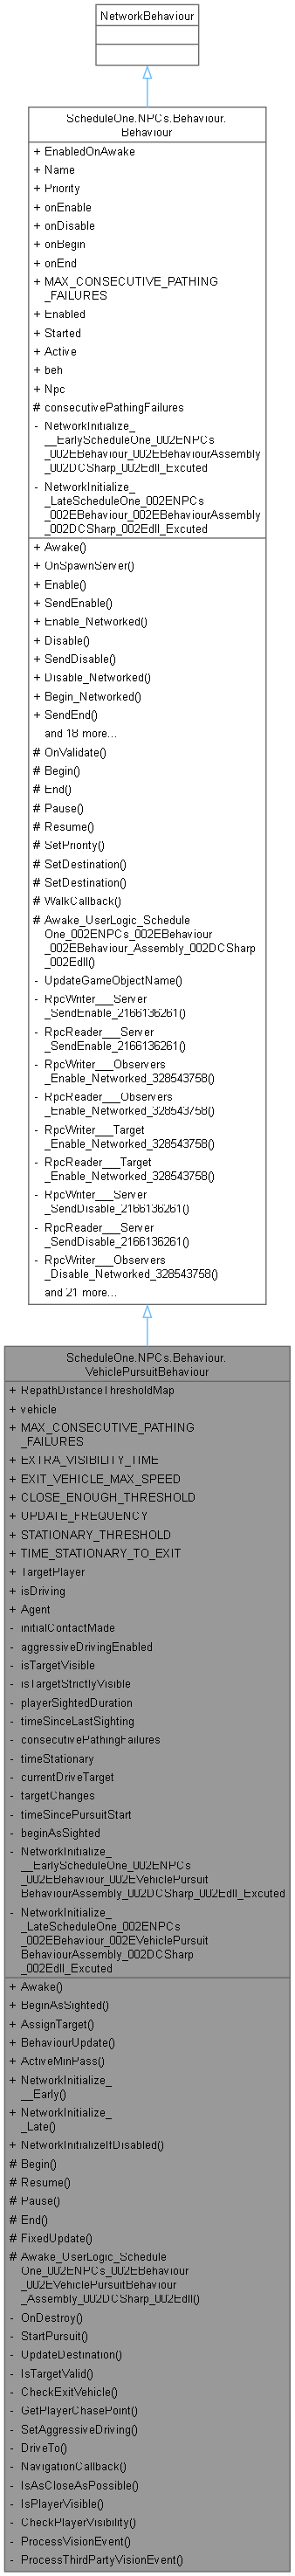 NetworkBehaviour
ScheduleOne.NPCs.Behaviour.
Behaviour
+ EnabledOnAwake
+ Name
+ Priority
+ onEnable
+ onDisable
+ onBegin
+ onEnd
+ MAX_CONSECUTIVE_PATHING
_FAILURES
+ Enabled
+ Started
+ Active
+ beh
+ Npc
# consecutivePathingFailures
- NetworkInitialize_
__EarlyScheduleOne_002ENPCs
_002EBehaviour_002EBehaviourAssembly
_002DCSharp_002Edll_Excuted
- NetworkInitialize_
_LateScheduleOne_002ENPCs
_002EBehaviour_002EBehaviourAssembly
_002DCSharp_002Edll_Excuted
+ Awake()
+ OnSpawnServer()
+ Enable()
+ SendEnable()
+ Enable_Networked()
+ Disable()
+ SendDisable()
+ Disable_Networked()
+ Begin_Networked()
+ SendEnd()
and 18 more...
# OnValidate()
# Begin()
# End()
# Pause()
# Resume()
# SetPriority()
# SetDestination()
# SetDestination()
# WalkCallback()
# Awake_UserLogic_Schedule
One_002ENPCs_002EBehaviour
_002EBehaviour_Assembly_002DCSharp
_002Edll()
- UpdateGameObjectName()
- RpcWriter___Server
_SendEnable_2166136261()
- RpcReader___Server
_SendEnable_2166136261()
- RpcWriter___Observers
_Enable_Networked_328543758()
- RpcReader___Observers
_Enable_Networked_328543758()
- RpcWriter___Target
_Enable_Networked_328543758()
- RpcReader___Target
_Enable_Networked_328543758()
- RpcWriter___Server
_SendDisable_2166136261()
- RpcReader___Server
_SendDisable_2166136261()
- RpcWriter___Observers
_Disable_Networked_328543758()
and 21 more...
ScheduleOne.NPCs.Behaviour.
VehiclePursuitBehaviour
+ RepathDistanceThresholdMap
+ vehicle
+ MAX_CONSECUTIVE_PATHING
_FAILURES
+ EXTRA_VISIBILITY_TIME
+ EXIT_VEHICLE_MAX_SPEED
+ CLOSE_ENOUGH_THRESHOLD
+ UPDATE_FREQUENCY
+ STATIONARY_THRESHOLD
+ TIME_STATIONARY_TO_EXIT
+ TargetPlayer
+ isDriving
+ Agent
- initialContactMade
- aggressiveDrivingEnabled
- isTargetVisible
- isTargetStrictlyVisible
- playerSightedDuration
- timeSinceLastSighting
- consecutivePathingFailures
- timeStationary
- currentDriveTarget
- targetChanges
- timeSincePursuitStart
- beginAsSighted
- NetworkInitialize_
__EarlyScheduleOne_002ENPCs
_002EBehaviour_002EVehiclePursuit
BehaviourAssembly_002DCSharp_002Edll_Excuted
- NetworkInitialize_
_LateScheduleOne_002ENPCs
_002EBehaviour_002EVehiclePursuit
BehaviourAssembly_002DCSharp
_002Edll_Excuted
+ Awake()
+ BeginAsSighted()
+ AssignTarget()
+ BehaviourUpdate()
+ ActiveMinPass()
+ NetworkInitialize_
__Early()
+ NetworkInitialize_
_Late()
+ NetworkInitializeIfDisabled()
# Begin()
# Resume()
# Pause()
# End()
# FixedUpdate()
# Awake_UserLogic_Schedule
One_002ENPCs_002EBehaviour
_002EVehiclePursuitBehaviour
_Assembly_002DCSharp_002Edll()
- OnDestroy()
- StartPursuit()
- UpdateDestination()
- IsTargetValid()
- CheckExitVehicle()
- GetPlayerChasePoint()
- SetAggressiveDriving()
- DriveTo()
- NavigationCallback()
- IsAsCloseAsPossible()
- IsPlayerVisible()
- CheckPlayerVisibility()
- ProcessVisionEvent()
- ProcessThirdPartyVisionEvent()